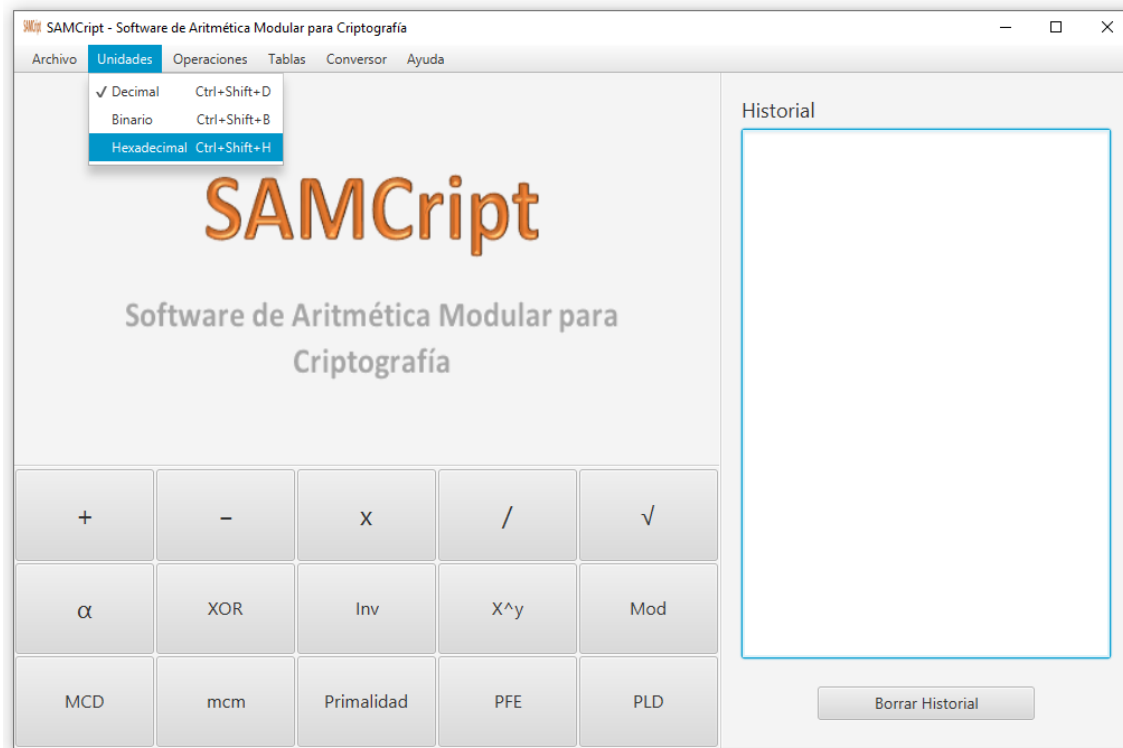 SAMCript SAMCript - Software de Aritmética Modular para Criptografía
Archivo Unidades Operaciones Tablas Conversor Ayuda
✓ Decimal Ctrl+Shift+D
Binario Ctrl+Shift+B
Hexadecimal Ctrl+Shift+H
SAMCript
Software de Aritmética Modular para
Criptografía
+ – x / √
α XOR Inv X^y Mod
MCD mcm Primalidad PFE PLD
Historial
Borrar Historial